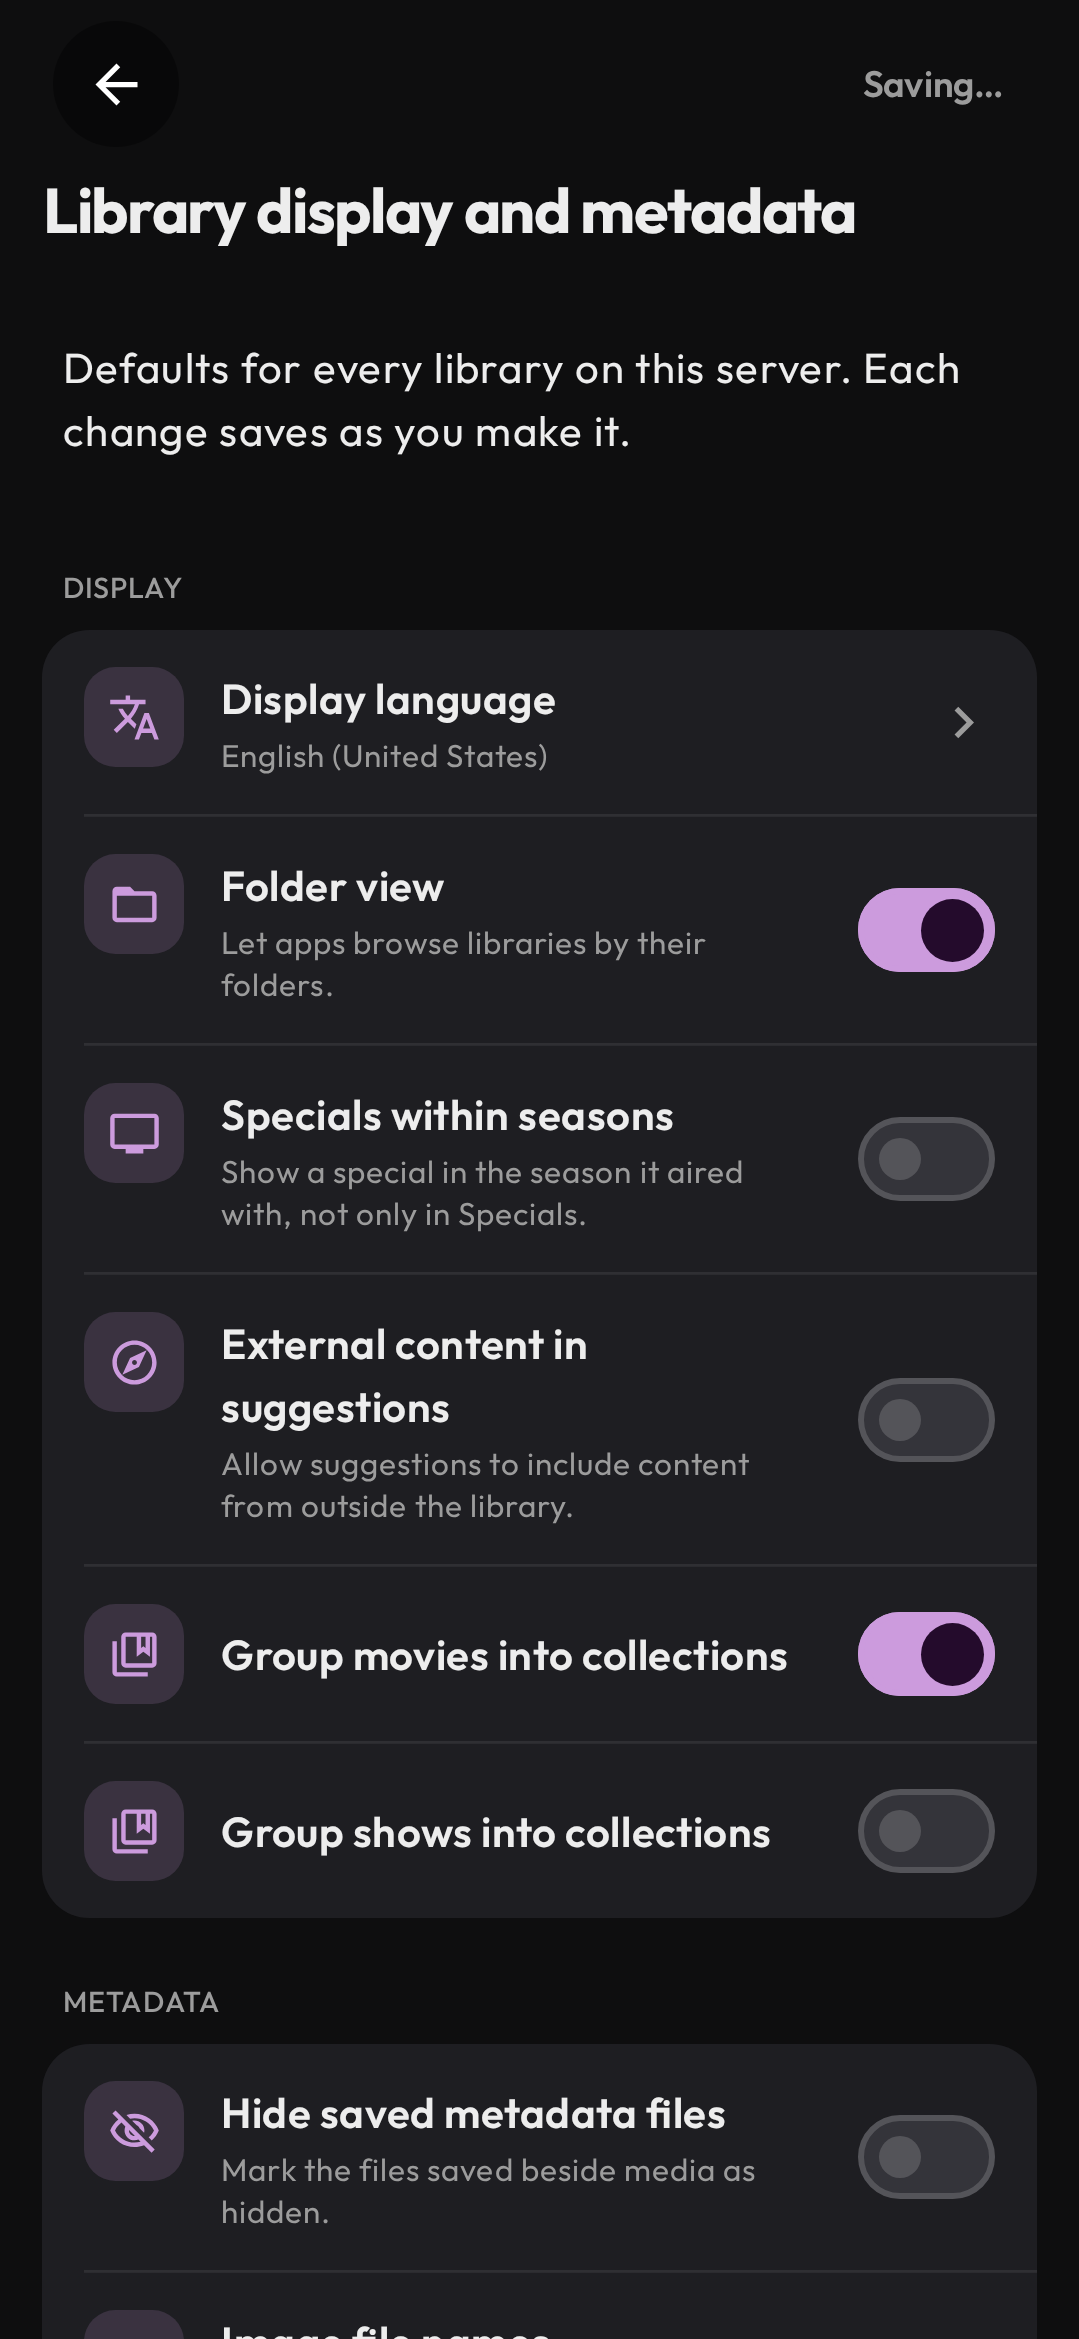 Saving...
Library display and metadata
Defaults for every library on this server. Each
change saves as you make it.
DISPLAY
Display language
English (United States)
Folder view
Let apps browse libraries by their
folders.
Specials within seasons
Show a special in the season it aired
with, not only in Specials.
External content in
suggestions
Allow suggestions to include content
from outside the library.
Group movies into collections
Group shows into collections
METADATA
Hide saved metadata files
Mark the files saved beside media as
hidden.
Image file names